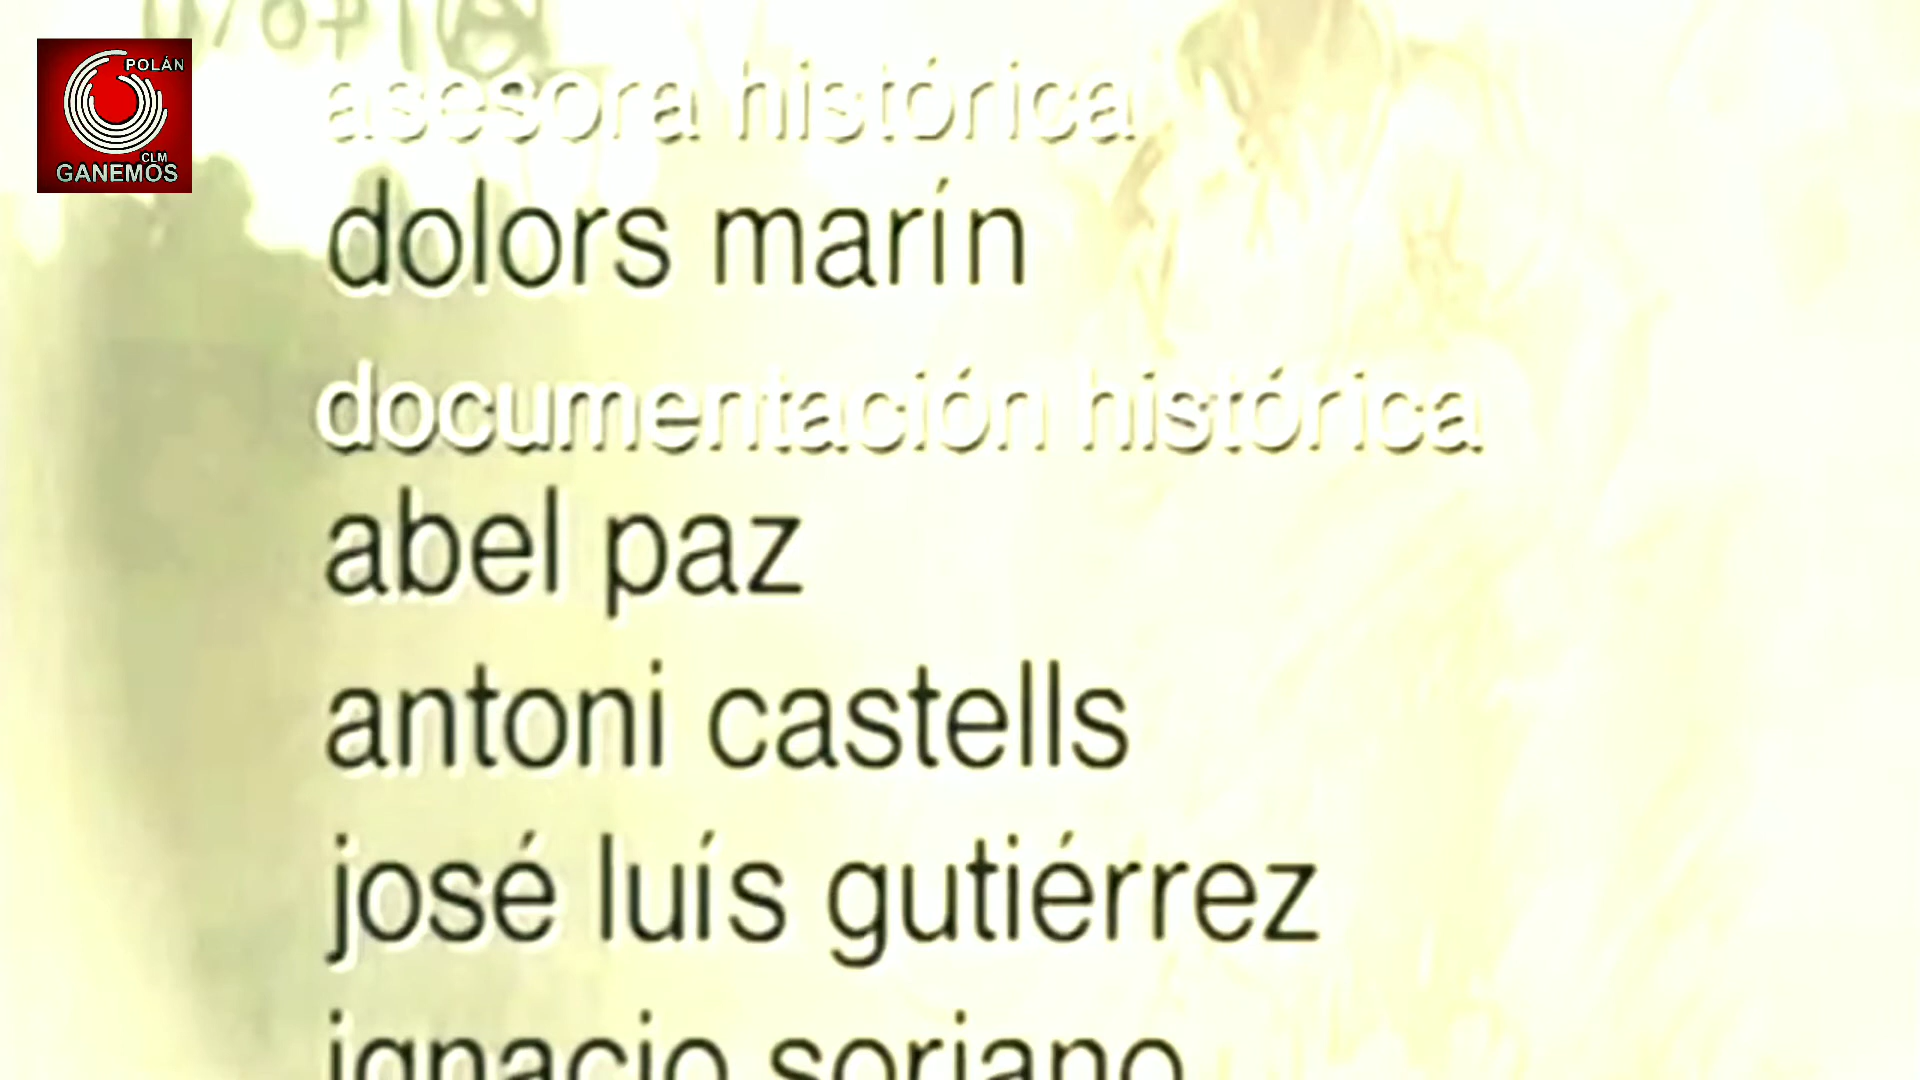 POLÁN
CLM
GANEMOS
asesora histórica
dolors marín
documentación histórica
abel paz
antoni castells
josé luís gutiérrez
ignacio soriano